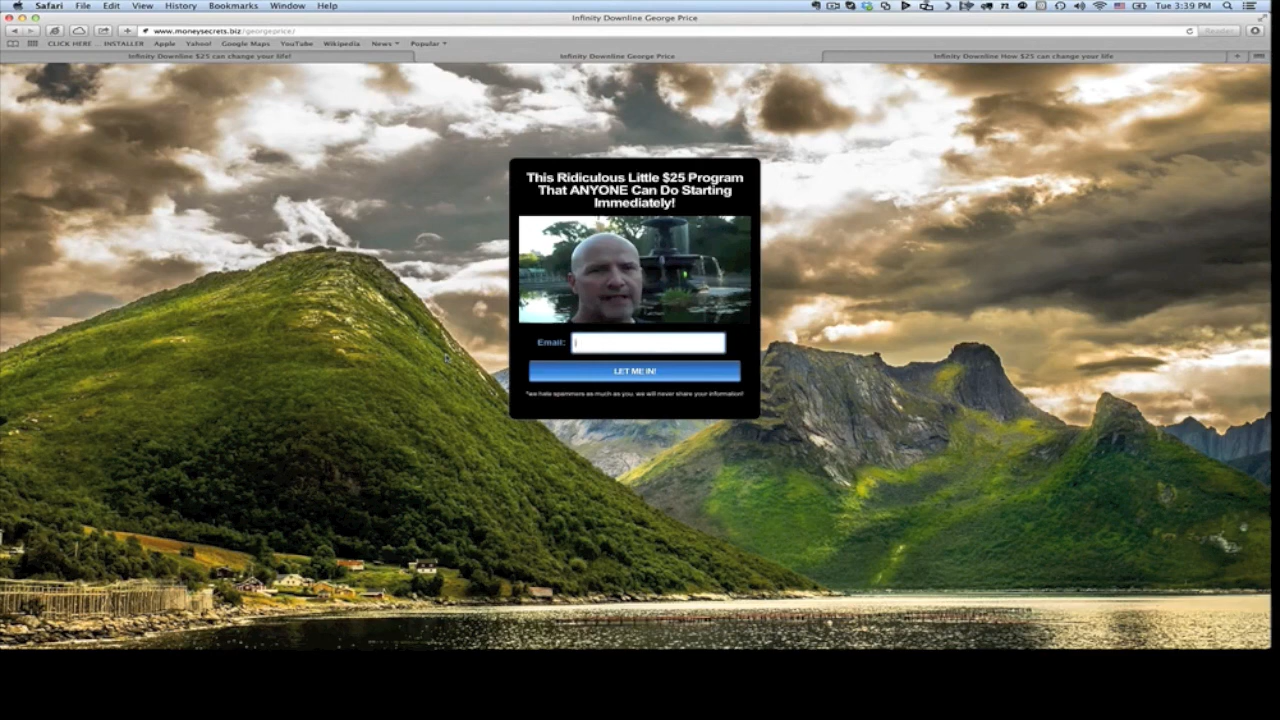 Safari File Edit View History Bookmarks Window Help Tue 3:39 PM
Infinity Downline George Price
www.moneysecrets.biz/georgeprice/ Reader
CLICK HERE ... INSTALLER Apple Yahoo! Google Maps YouTube Wikipedia News Popular
Infinity Downline $25 can change your life! Infinity Downline George Price Infinity Downline How $25 can change your life
This Ridiculous Little $25 Program
That ANYONE Can Do Starting
Immediately!
Email:
LET ME IN!
*we hate spammers as much as you, we will never share your information!